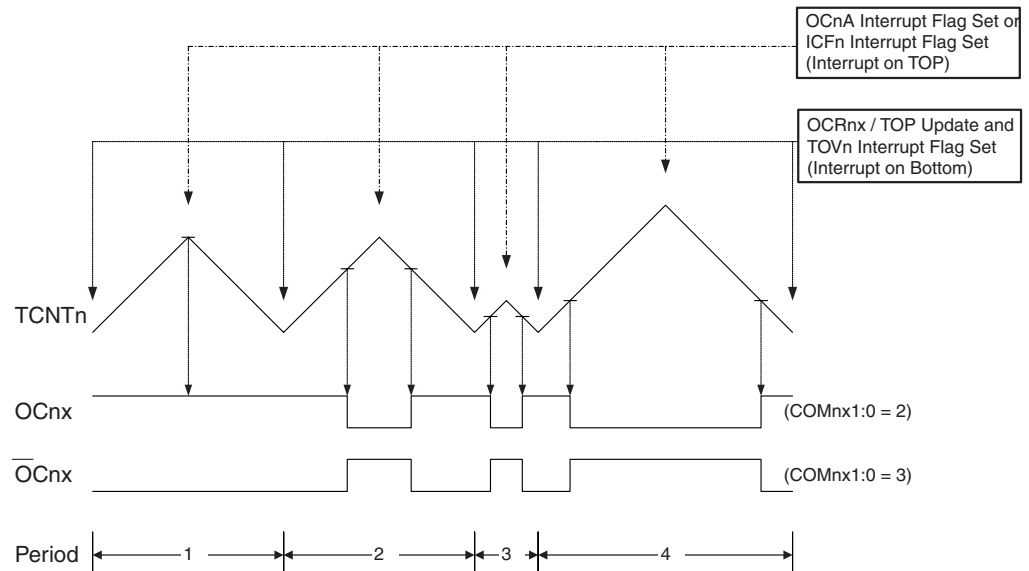 OCnA Interrupt Flag Set or
ICFn Interrupt Flag Set
(Interrupt on TOP)
OCRnx / TOP Update and
TOVn Interrupt Flag Set
(Interrupt on Bottom)
TCNTn
OCnx
(COMnx1:0 = 2)
O̅Cnx
(COMnx1:0 = 3)
Period
1
2
3
4